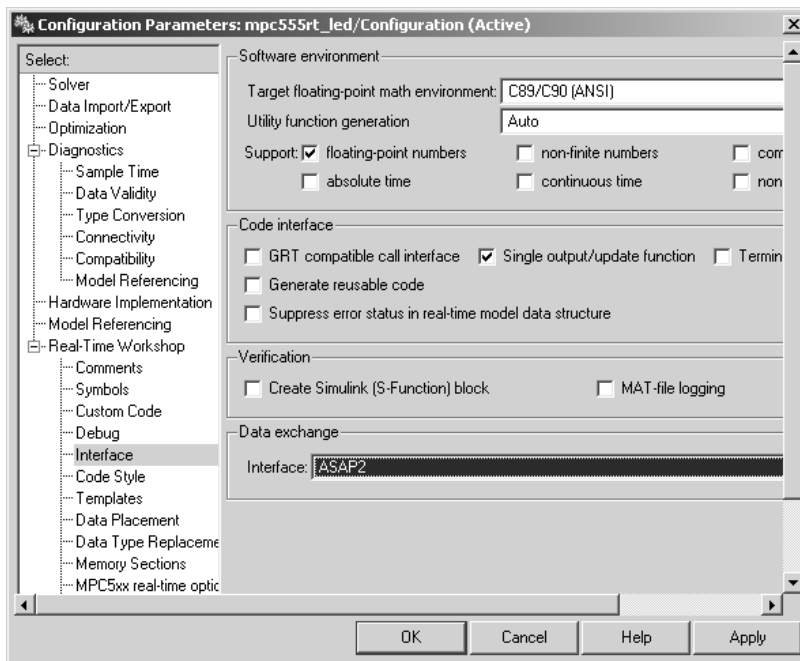 Configuration Parameters: mpc555rt_led/Configuration (Active)
Select:
Solver
Data Import/Export
Optimization
Diagnostics
Sample Time
Data Validity
Type Conversion
Connectivity
Compatibility
Model Referencing
Hardware Implementation
Model Referencing
Real-Time Workshop
Comments
Symbols
Custom Code
Debug
Interface
Code Style
Templates
Data Placement
Data Type Replaceme
Memory Sections
MPC5xx real-time optic
Software environment
Target floating-point math environment: C89/C90 (ANSI)
Utility function generation Auto
Support: floating-point numbers non-finite numbers com
absolute time continuous time non
Code interface
GRT compatible call interface Single output/update function Termin
Generate reusable code
Suppress error status in real-time model data structure
Verification
Create Simulink (S-Function) block MAT-file logging
Data exchange
Interface: ASAP2
OK Cancel Help Apply